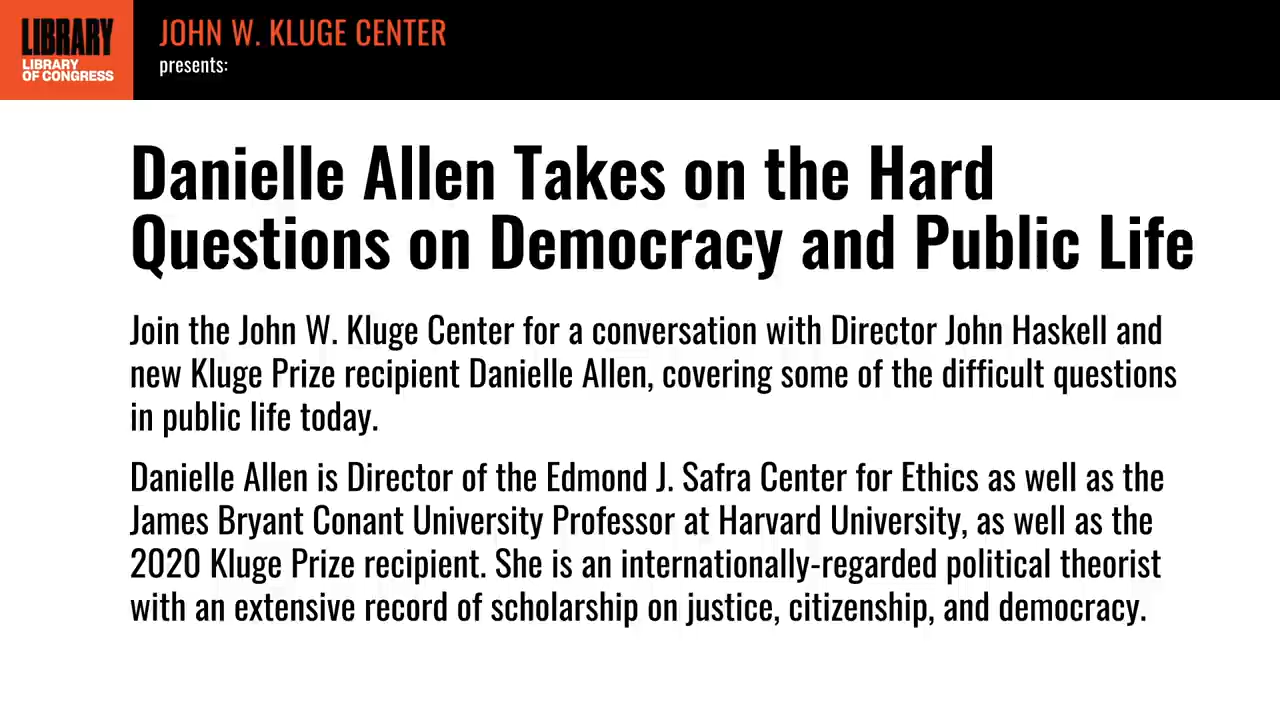 LIBRARY
LIBRARY
OF CONGRESS
JOHN W. KLUGE CENTER
presents:
Danielle Allen Takes on the Hard
Questions on Democracy and Public Life
Join the John W. Kluge Center for a conversation with Director John Haskell and
new Kluge Prize recipient Danielle Allen, covering some of the difficult questions
in public life today.
Danielle Allen is Director of the Edmond J. Safra Center for Ethics as well as the
James Bryant Conant University Professor at Harvard University, as well as the
2020 Kluge Prize recipient. She is an internationally-regarded political theorist
with an extensive record of scholarship on justice, citizenship, and democracy.